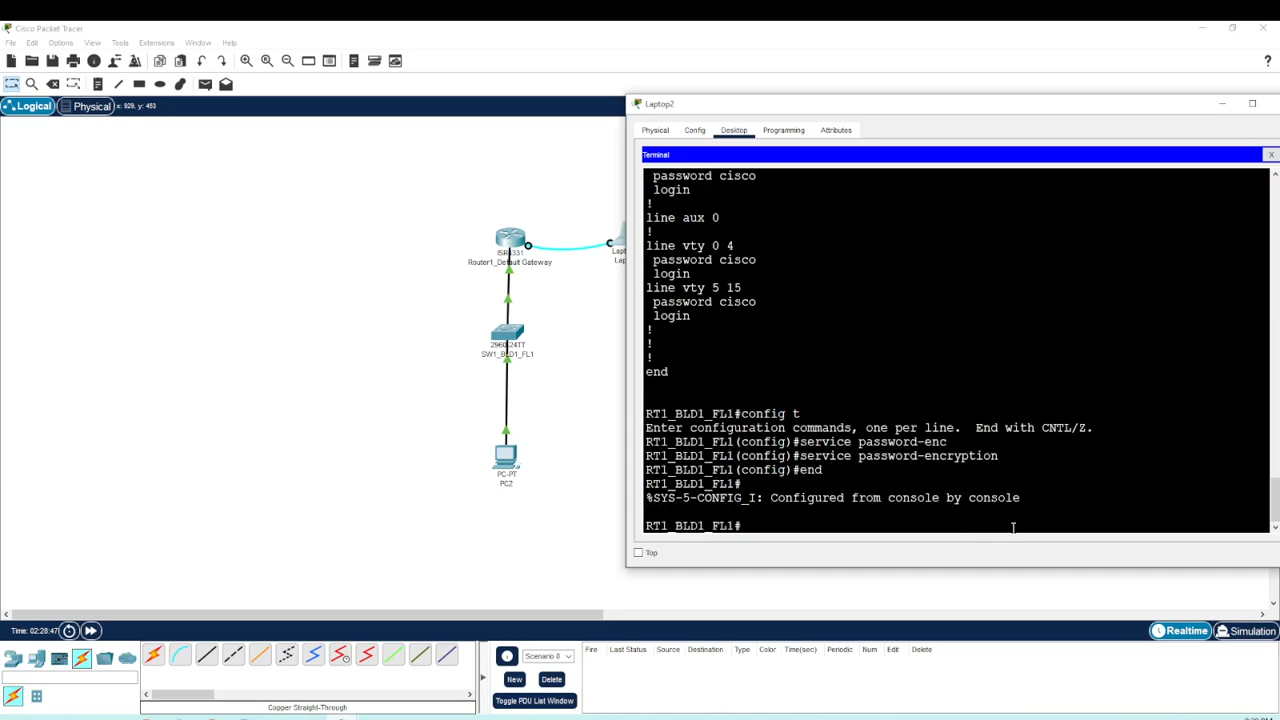 Cisco Packet Tracer
File Edit Options View Tools Extensions Window Help
Logical Physical x: 929, y: 453
Laptop2
Physical Config Desktop Programming Attributes
Terminal X
password cisco
login
!
line aux 0
!
line vty 0 4
password cisco
login
line vty 5 15
password cisco
login
!
!
!
end
RT1_BLD1_FL1#config t
Enter configuration commands, one per line. End with CNTL/Z.
RT1_BLD1_FL1(config)#service password-enc
RT1_BLD1_FL1(config)#service password-encryption
RT1_BLD1_FL1(config)#end
RT1_BLD1_FL1#
%SYS-5-CONFIG_I: Configured from console by console
RT1_BLD1_FL1#
Top
ISR4331
Router1_Default Gateway
2960-24TT
SW1_BLD1_FL1
PC-PT
PC2
Time: 02:28:47
Realtime Simulation
Scenario 0
New Delete
Toggle PDU List Window
Fire Last Status Source Destination Type Color Time(sec) Periodic Num Edit Delete
Copper Straight-Through